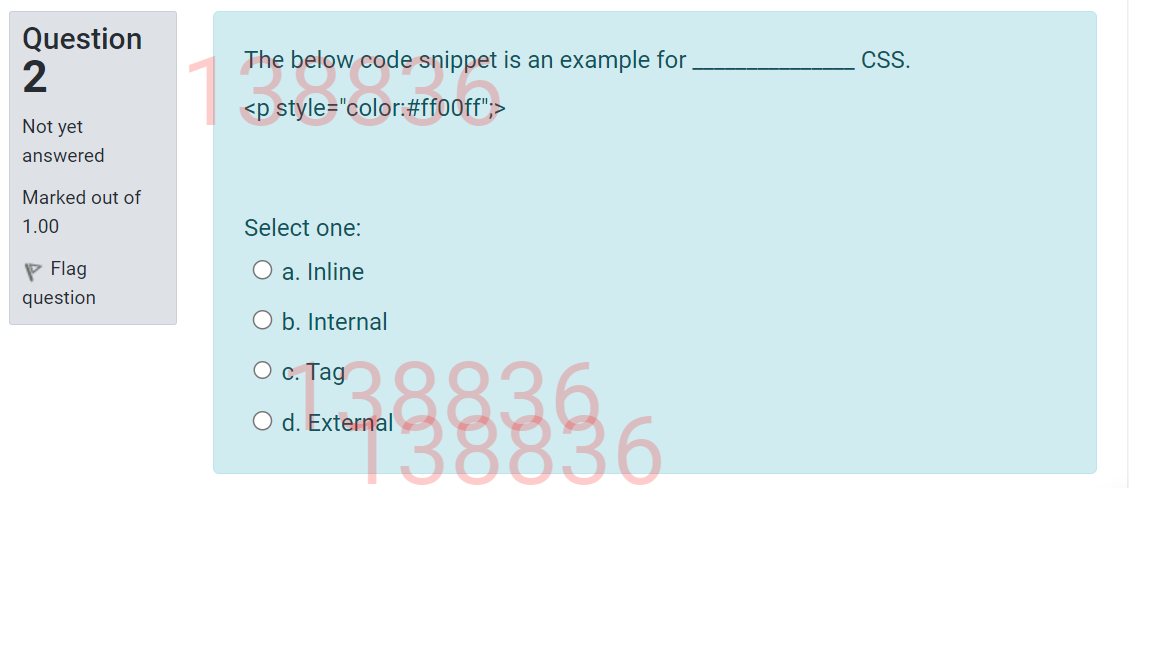 Question
2
Not yet
answered
Marked out of
1.00
Flag
question
138836
The below code snippet is an example for _______________ CSS.
<p style="color:#ff00ff";>
Select one:
a. Inline
b. Internal
c. Tag
d. External
138836
138836